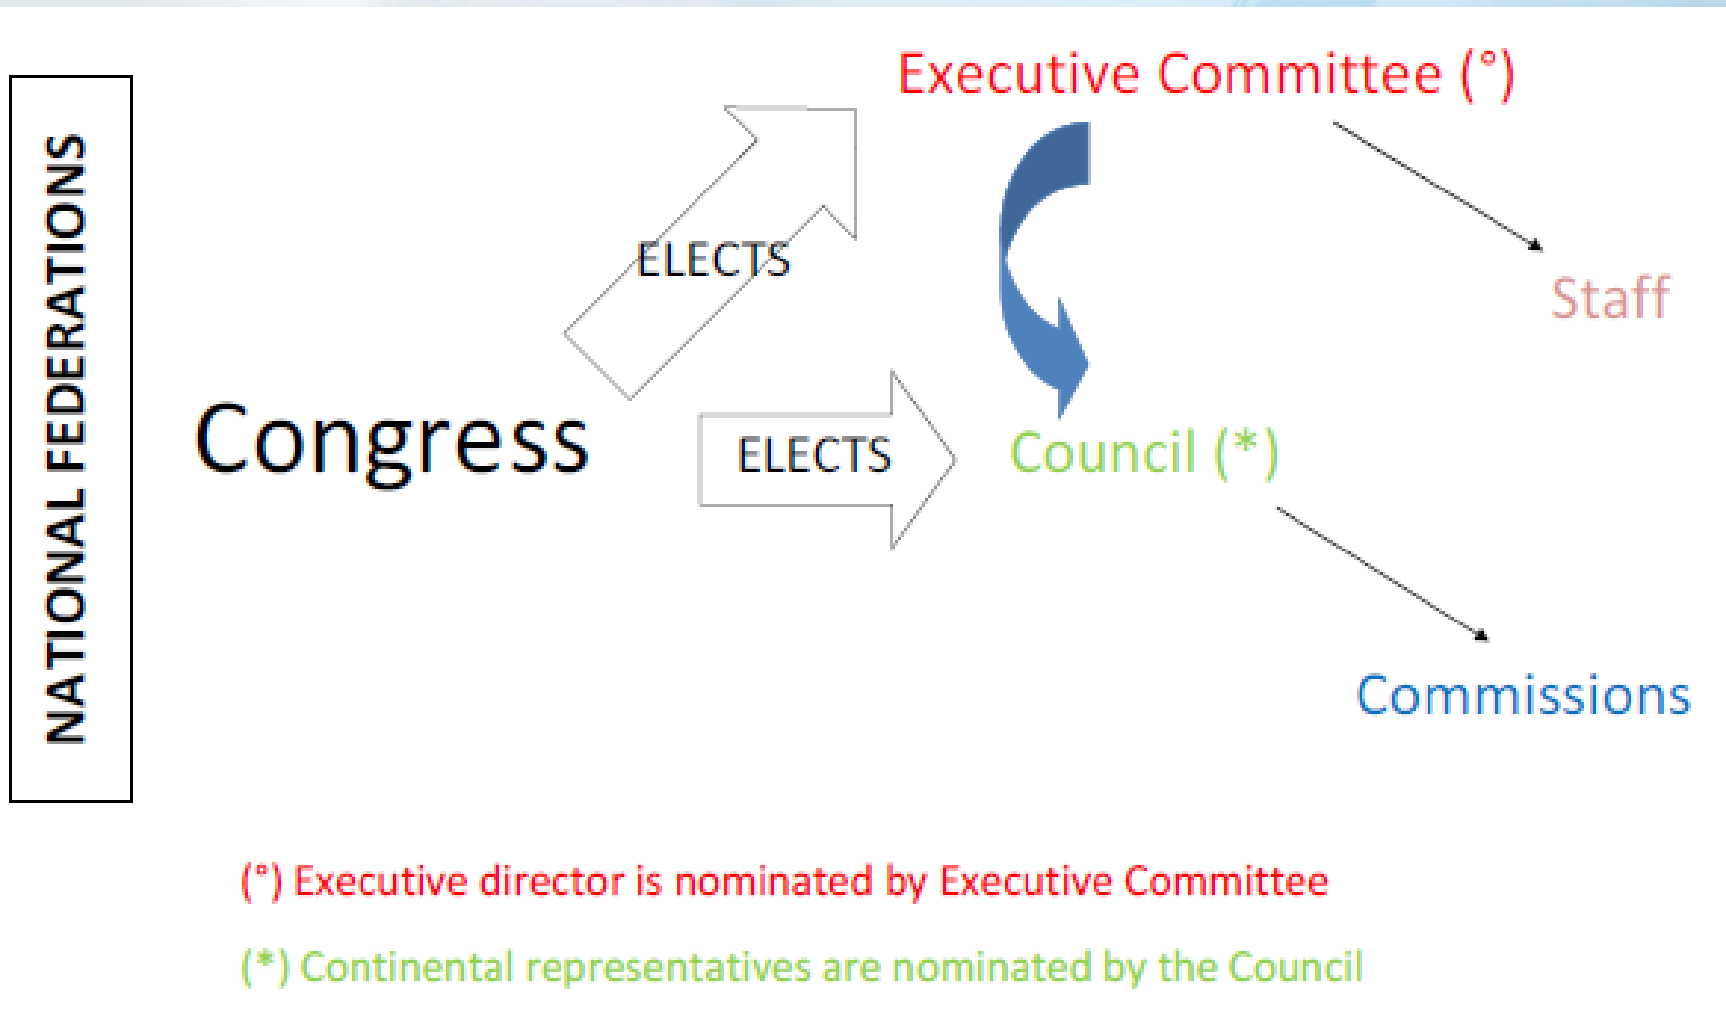 NATIONAL FEDERATIONS
Executive Committee (°)
ELECTS
Staff
Congress
ELECTS
Council (*)
Commissions
(°) Executive director is nominated by Executive Committee
(*) Continental representatives are nominated by the Council